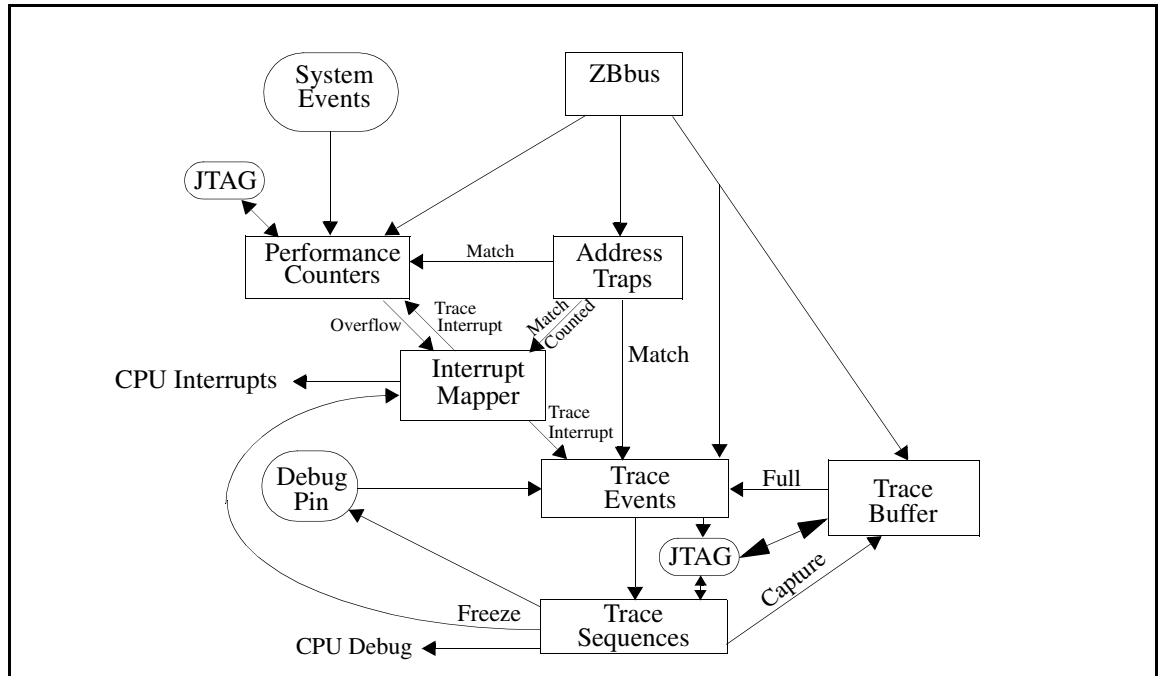 System
Events
ZBbus
JTAG
Performance
Counters
Match
Address
Traps
Overflow
Trace
Interrupt
Match
Counted
Match
CPU Interrupts
Interrupt
Mapper
Trace
Interrupt
Debug
Pin
Trace
Events
Full
Trace
Buffer
JTAG
Capture
Freeze
Trace
Sequences
CPU Debug